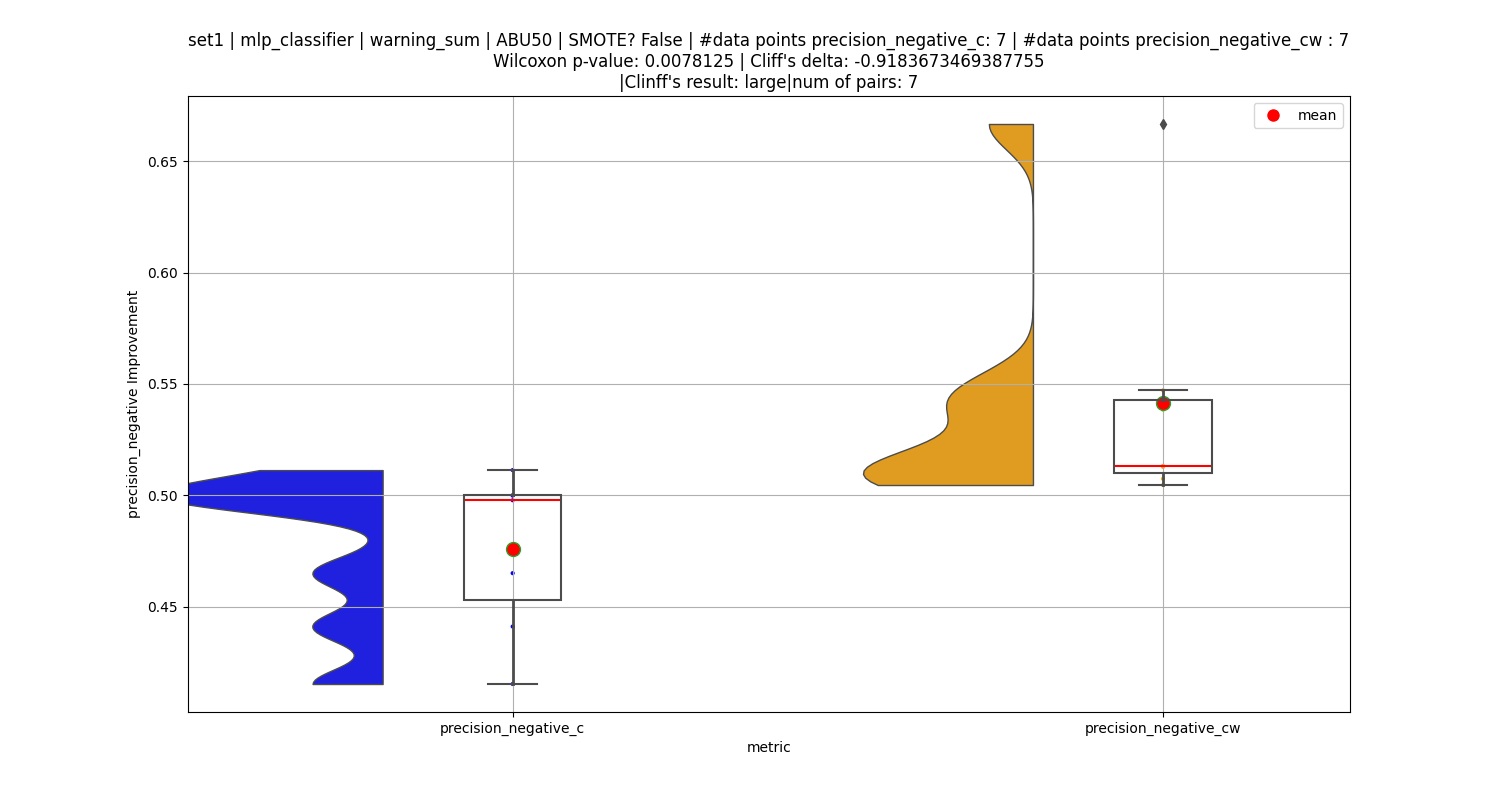 set1 | mlp_classifier | warning_sum | ABU50 | SMOTE? False | #data points precision_negative_c: 7 | #data points precision_negative_cw : 7
Wilcoxon p-value: 0.0078125 | Cliff's delta: -0.9183673469387755
|Clinff's result: large|num of pairs: 7
mean
precision_negative Improvement
0.65
0.60
0.55
0.50
0.45
precision_negative_c
precision_negative_cw
metric